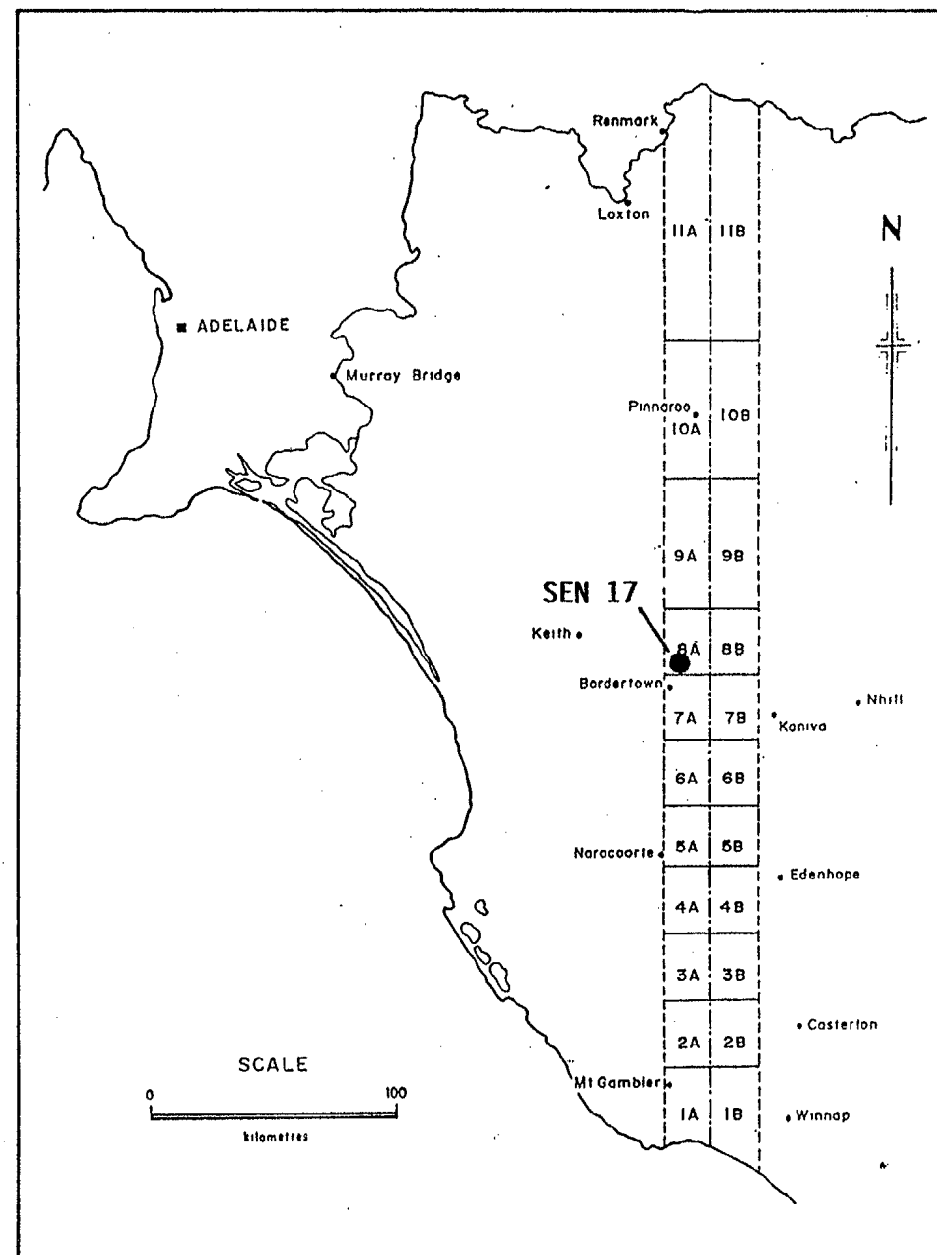 Renmark
Loxton
11A 11B
N
ADELAIDE
Murray Bridge
Pinnaroo
10A 10B
9A 9B
SEN 17
Keith
8A 8B
Bordertown
Nhill
7A 7B
Kaniva
6A 6B
Naracoorte
5A 5B
Edenhope
4A 4B
3A 3B
Casterton
2A 2B
SCALE
Mt Gambier
0 100
1A 1B
Winnap
kilometres